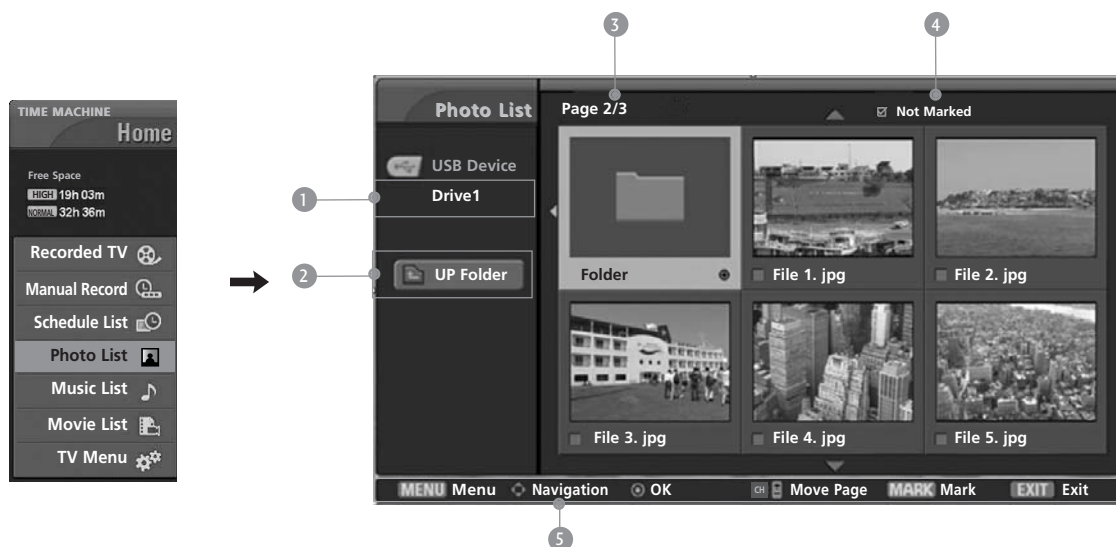 3
4
TIME MACHINE
Home
Free Space
HIGH 19h 03m
NORMAL 32h 36m
Recorded TV
Manual Record
Schedule List
Photo List
Music List
Movie List
TV Menu
Photo List
Page 2/3
Not Marked
USB Device
1
Drive1
2
UP Folder
Folder
File 1. jpg
File 2. jpg
File 3. jpg
File 4. jpg
File 5. jpg
MENU Menu
Navigation
OK
CH Move Page
MARK Mark
EXIT Exit
5